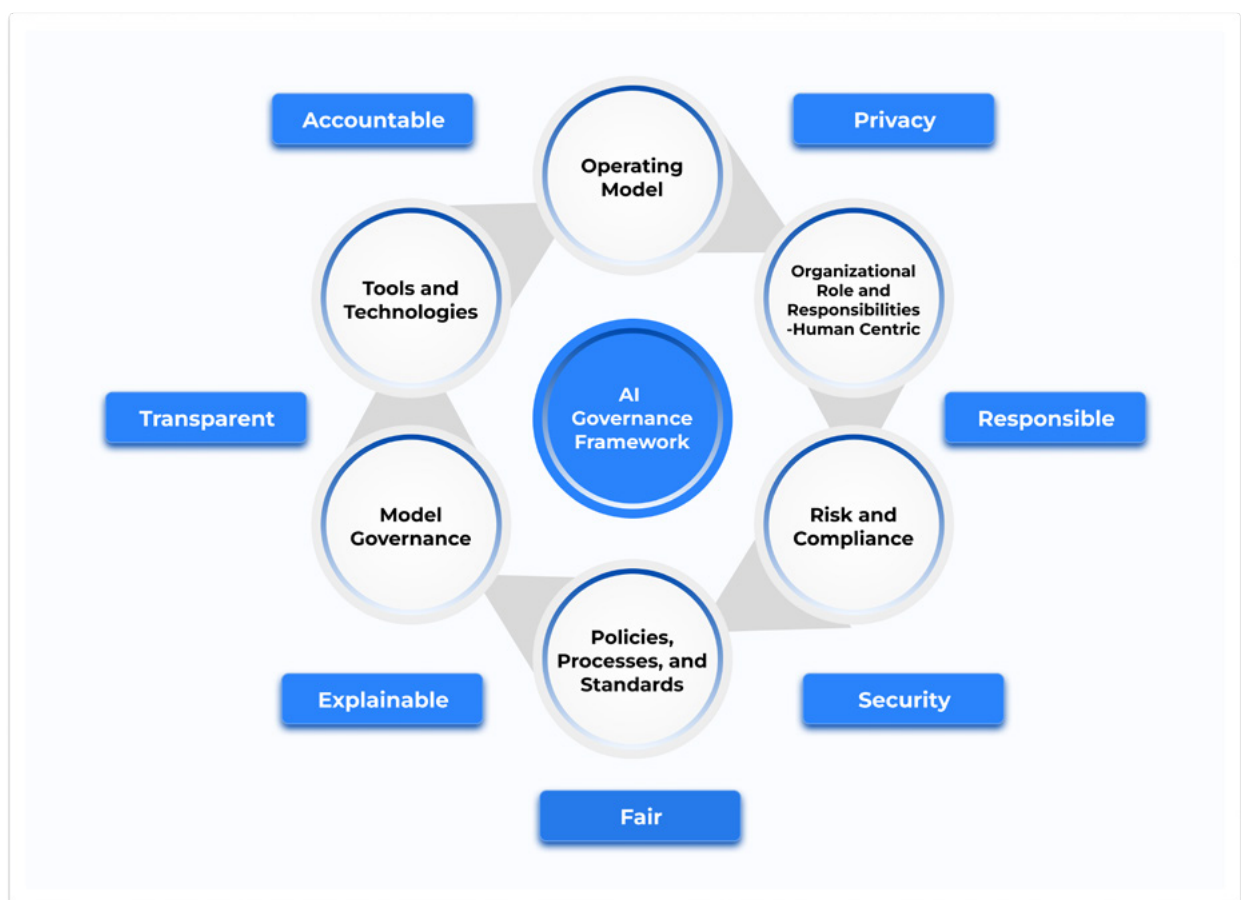 Accountable
Operating
Model
Privacy
Tools and
Technologies
Organizational
Role and
Responsibilities
-Human Centric
AI
Governance
Framework
Transparent
Responsible
Model
Governance
Risk and
Compliance
Policies,
Processes, and
Standards
Explainable
Security
Fair